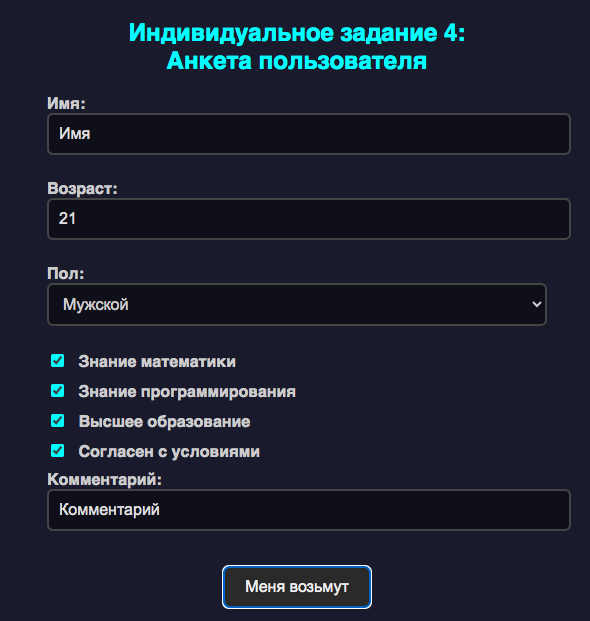 Индивидуальное задание 4:
Анкета пользователя
Имя:
Имя
Возраст:
21
Пол:
Мужской
Знание математики
Знание программирования
Высшее образование
Согласен с условиями
Комментарий:
Комментарий
Меня возьмут